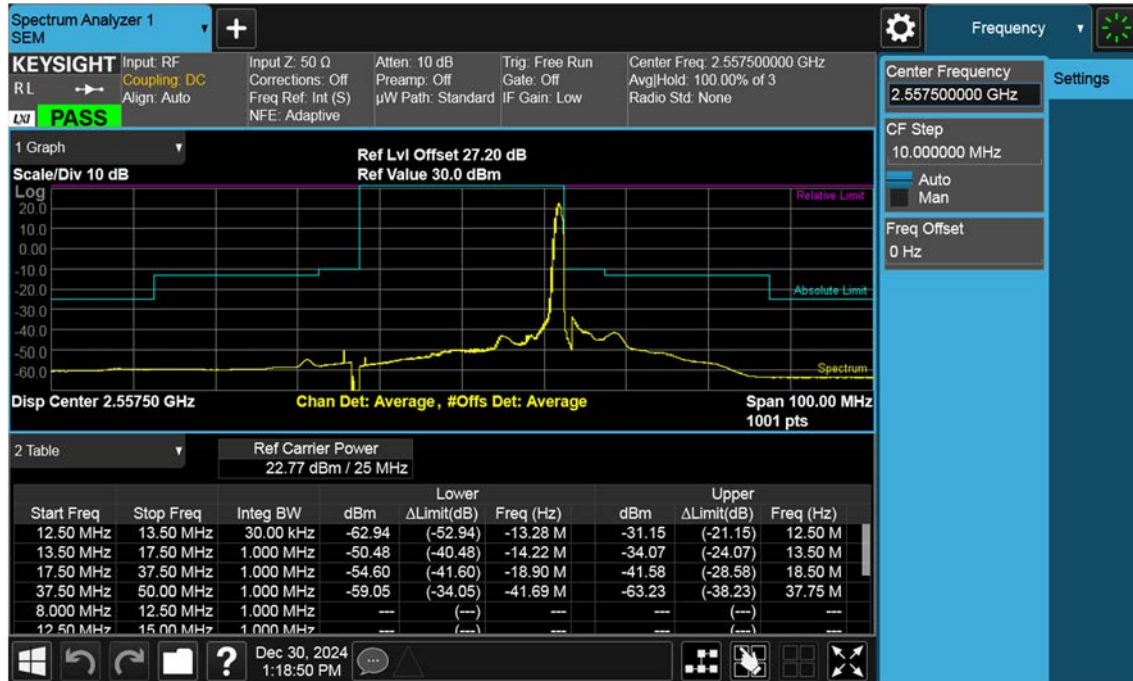 Spectrum Analyzer 1
SEM
Frequency
KEYSIGHT
RL
LXI
PASS
Input: RF
Coupling: DC
Align: Auto
Input Z: 50 Ω
Corrections: Off
Freq Ref: Int (S)
NFE: Adaptive
Atten: 10 dB
Preamp: Off
µW Path: Standard
Trig: Free Run
Gate: Off
IF Gain: Low
Center Freq: 2.557500000 GHz
Avg|Hold: 100.00% of 3
Radio Std: None
Center Frequency
2.557500000 GHz
Settings
CF Step
10.000000 MHz
Auto
Man
Freq Offset
0 Hz
1 Graph
Scale/Div 10 dB
Ref Lvl Offset 27.20 dB
Ref Value 30.0 dBm
Log
20.0
10.0
0.00
-10.0
-20.0
-30.0
-40.0
-50.0
-60.0
Relative Limit
Absolute Limit
Spectrum
Disp Center 2.55750 GHz
Chan Det: Average, #Offs Det: Average
Span 100.00 MHz
1001 pts
2 Table
Ref Carrier Power
22.77 dBm / 25 MHz
Lower Upper
Start Freq Stop Freq Integ BW dBm ΔLimit(dB) Freq (Hz) dBm ΔLimit(dB) Freq (Hz)
12.50 MHz 13.50 MHz 30.00 kHz -62.94 (-52.94) -13.28 M -31.15 (-21.15) 12.50 M
13.50 MHz 17.50 MHz 1.000 MHz -50.48 (-40.48) -14.22 M -34.07 (-24.07) 13.50 M
17.50 MHz 37.50 MHz 1.000 MHz -54.60 (-41.60) -18.90 M -41.58 (-28.58) 18.50 M
37.50 MHz 50.00 MHz 1.000 MHz -59.05 (-34.05) -41.69 M -63.23 (-38.23) 37.75 M
8.000 MHz 12.50 MHz 1.000 MHz --- (---) --- --- (---) ---
12.50 MHz 15.00 MHz 1.000 MHz --- (---) --- --- (---) ---
?
Dec 30, 2024
1:18:50 PM